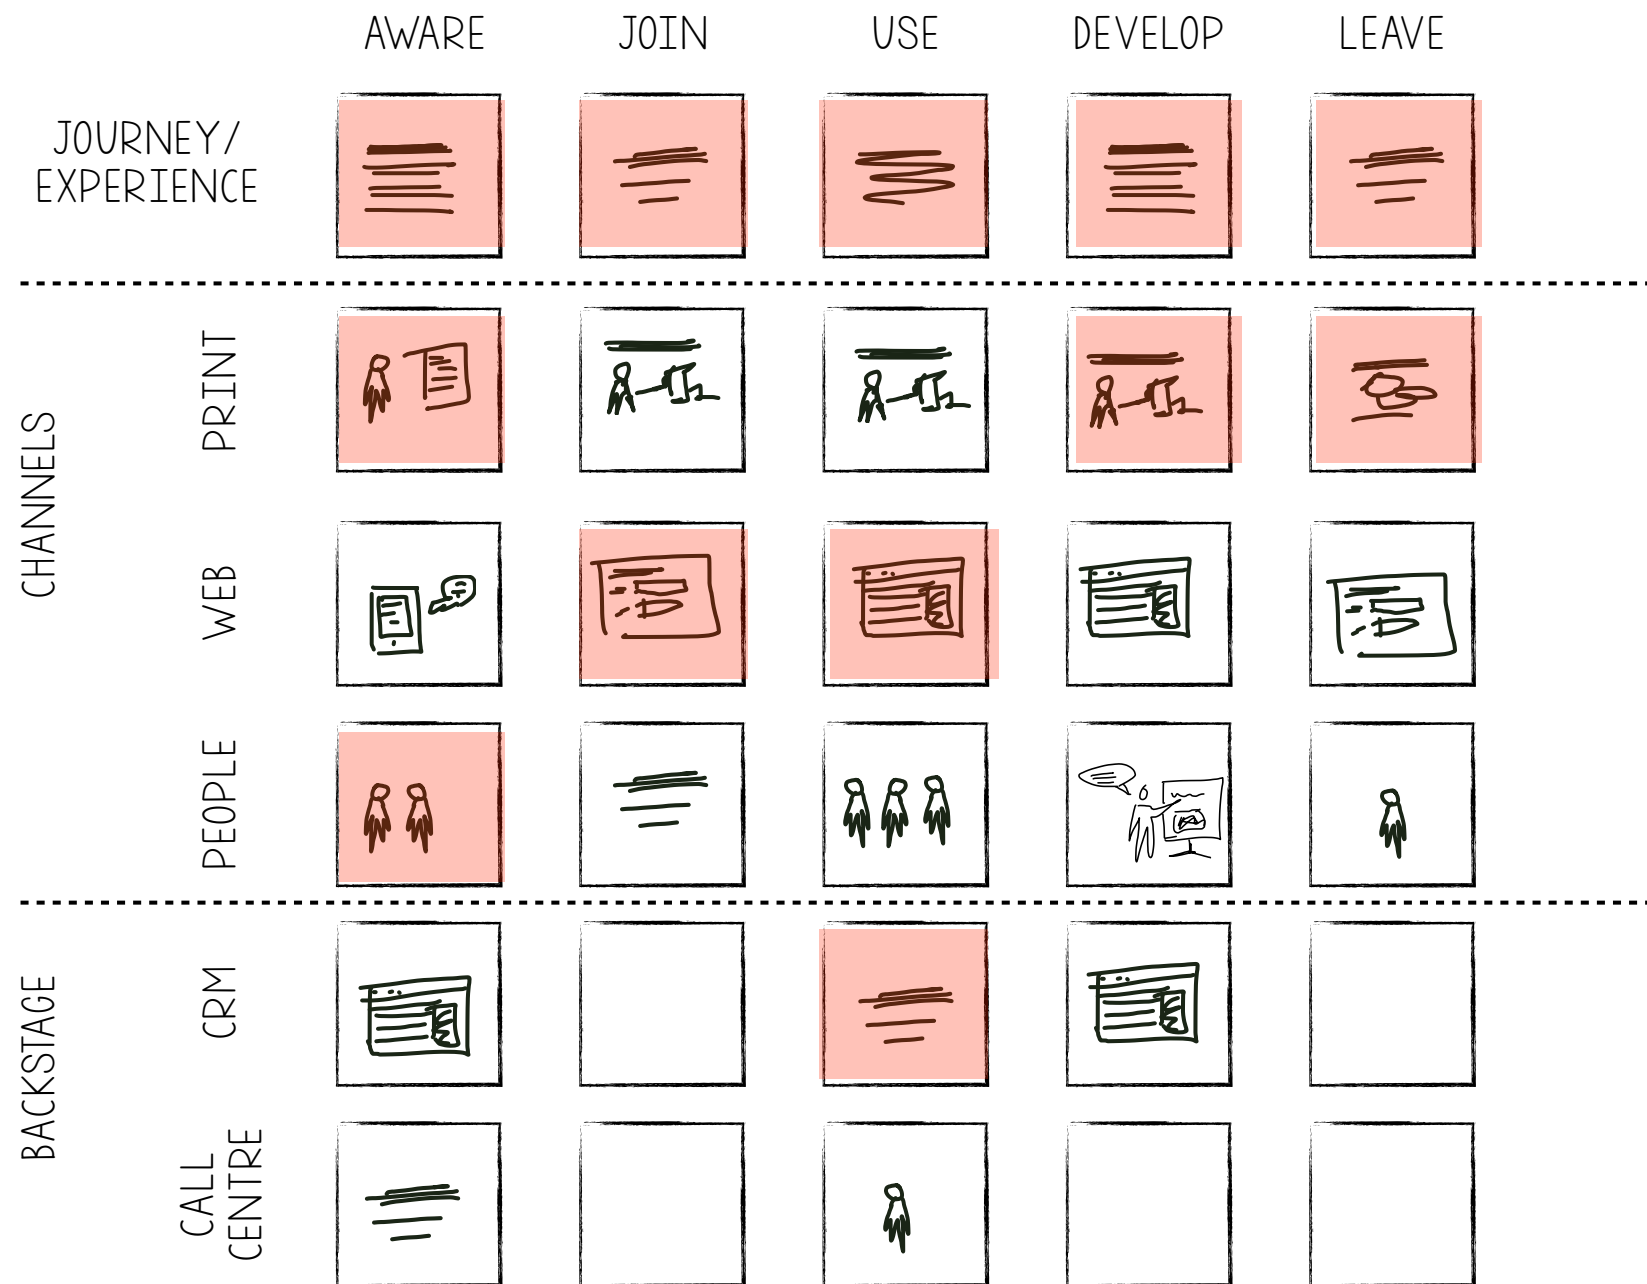 AWARE JOIN USE DEVELOP LEAVE
JOURNEY/
EXPERIENCE
CHANNELS
PRINT
WEB
PEOPLE
BACKSTAGE
CRM
CALL
CENTRE